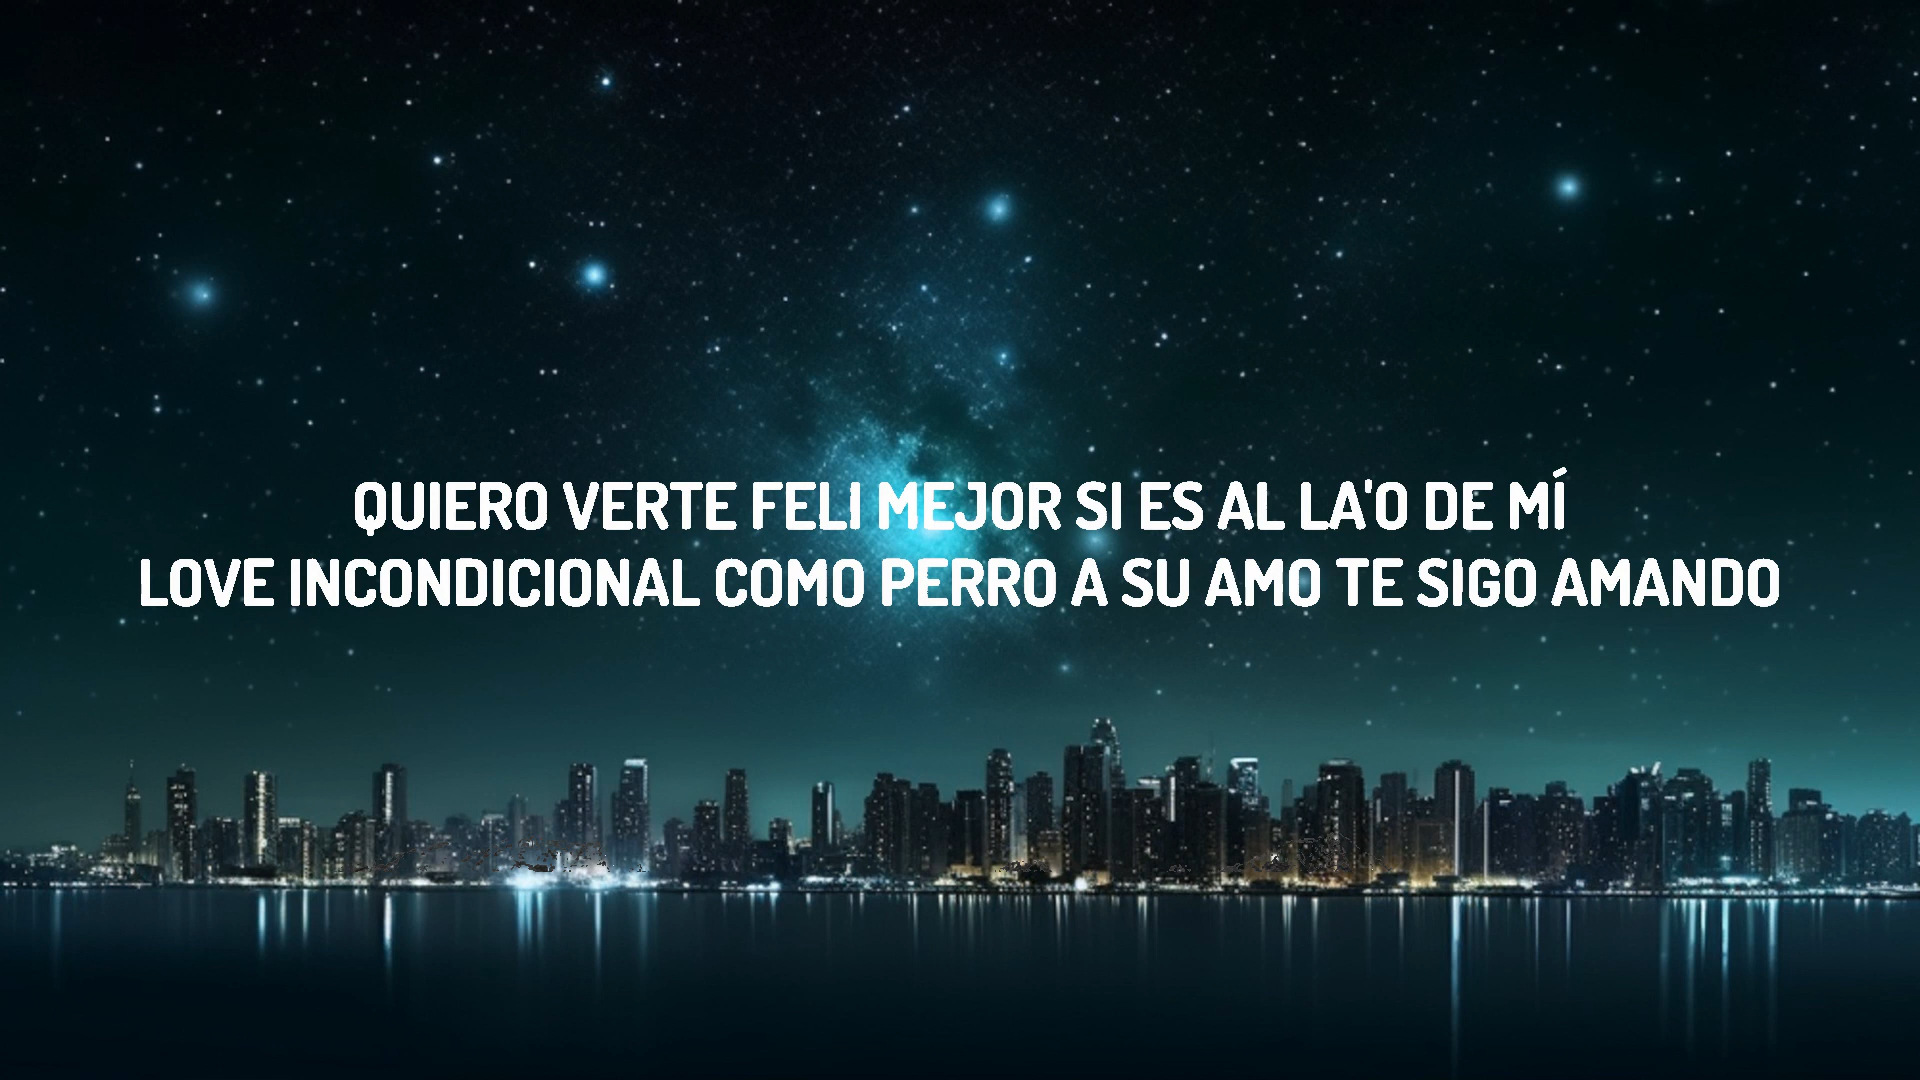 QUIERO VERTE FELI MEJOR SI ES AL LA'O DE MÍ
LOVE INCONDICIONAL COMO PERRO A SU AMO TE SIGO AMANDO